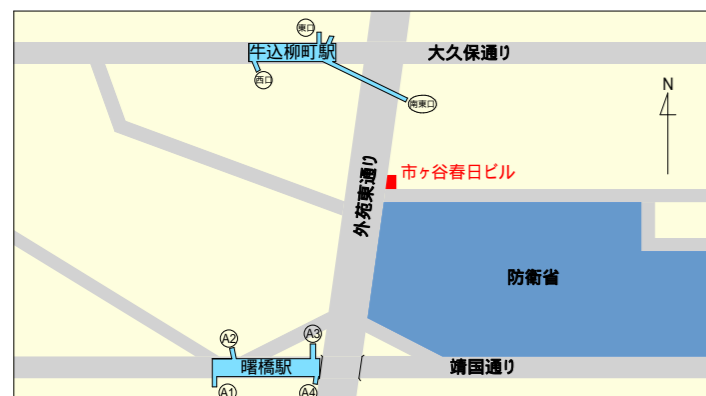 東口
牛込柳町駅
大久保通り
西口
南東口
N
市ヶ谷春日ビル
外苑東通り
防衛省
A2
A3
曙橋駅
靖国通り
A1
A4